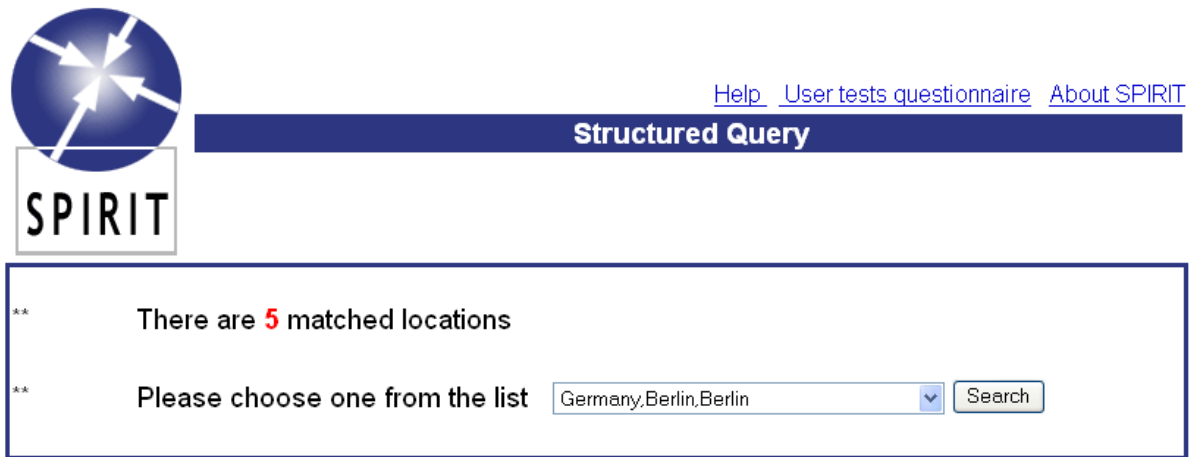 Help  User tests questionnaire  About SPIRIT
Structured Query
SPIRIT
** There are 5 matched locations
** Please choose one from the list Germany,Berlin,Berlin Search